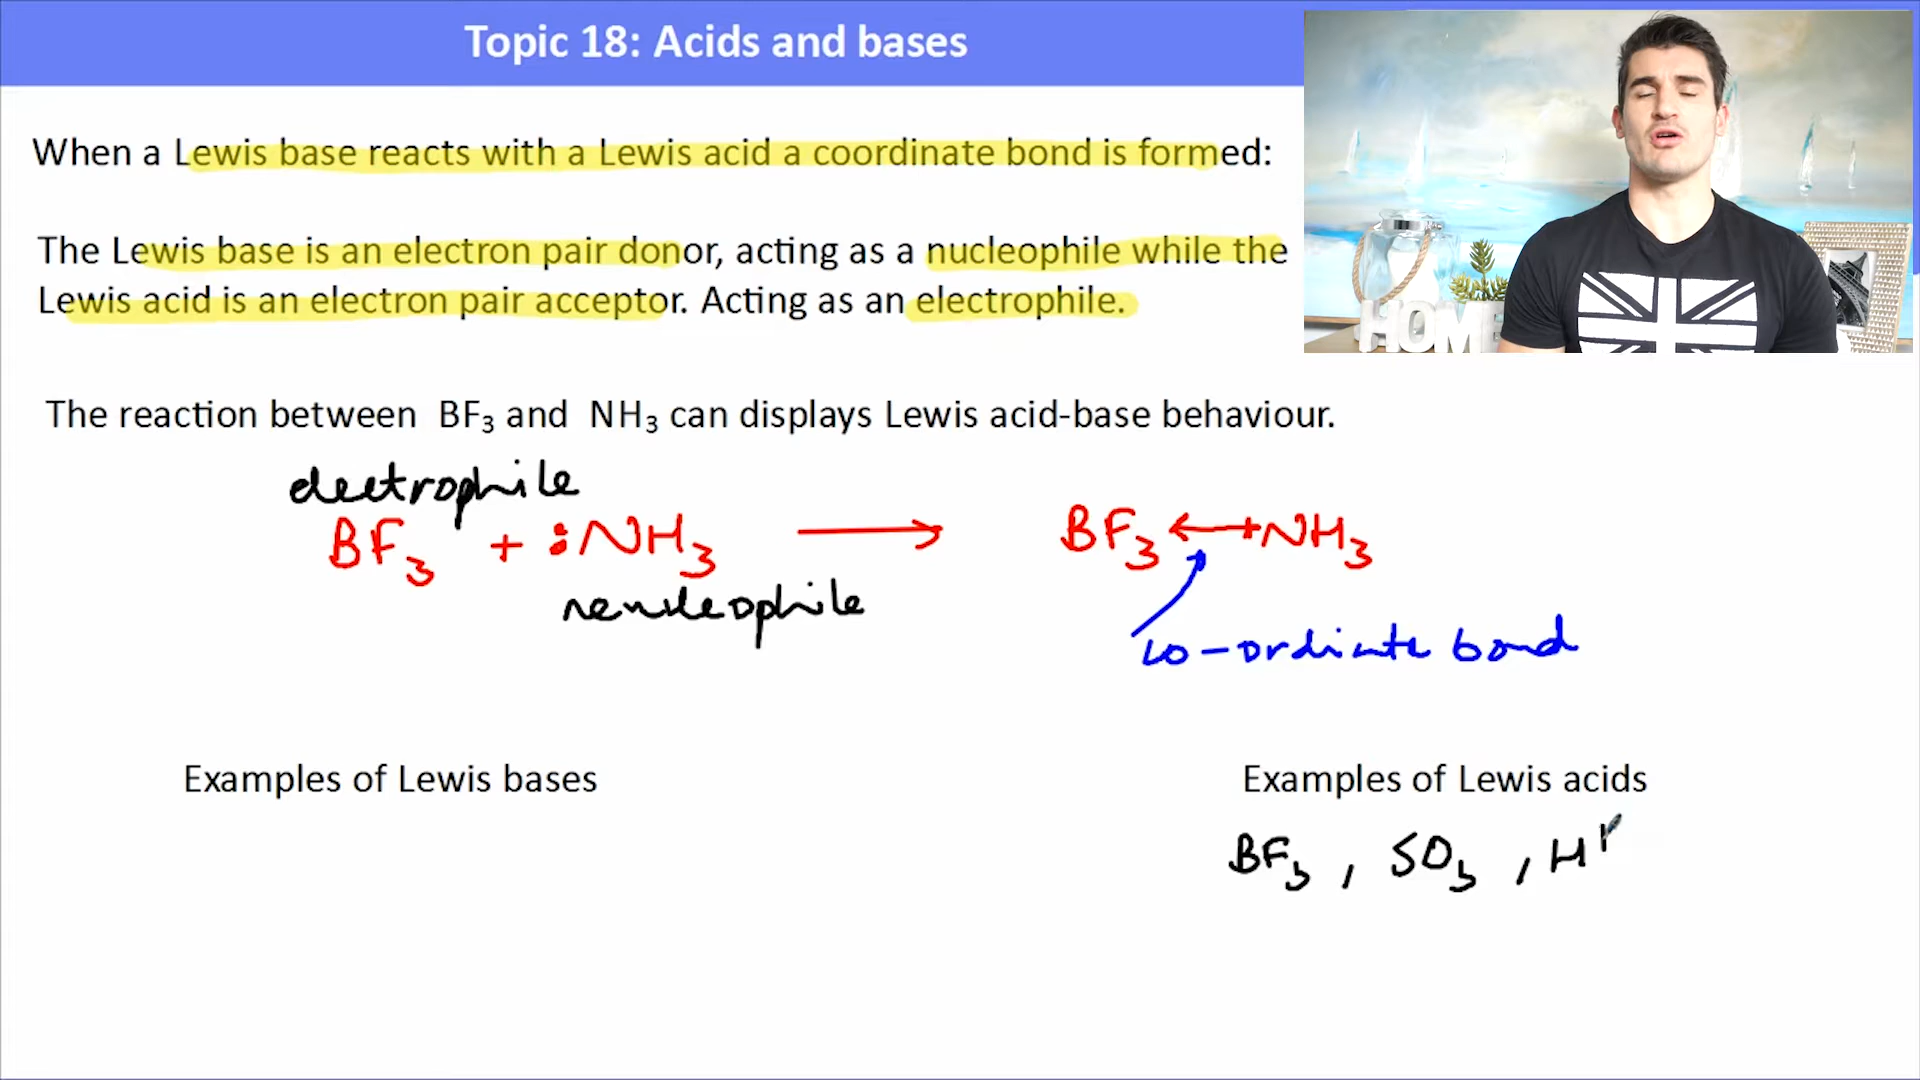 Topic 18: Acids and bases
When a Lewis base reacts with a Lewis acid a coordinate bond is formed:
The Lewis base is an electron pair donor, acting as a nucleophile while the
Lewis acid is an electron pair acceptor. Acting as an electrophile.
HOME
The reaction between BF₃ and NH₃ can displays Lewis acid-base behaviour.
electrophile
BF₃ + :NH₃ → BF₃ ← NH₃
co-ordinate bond
Examples of Lewis bases
Examples of Lewis acids
BF₃ , SO₃ , H